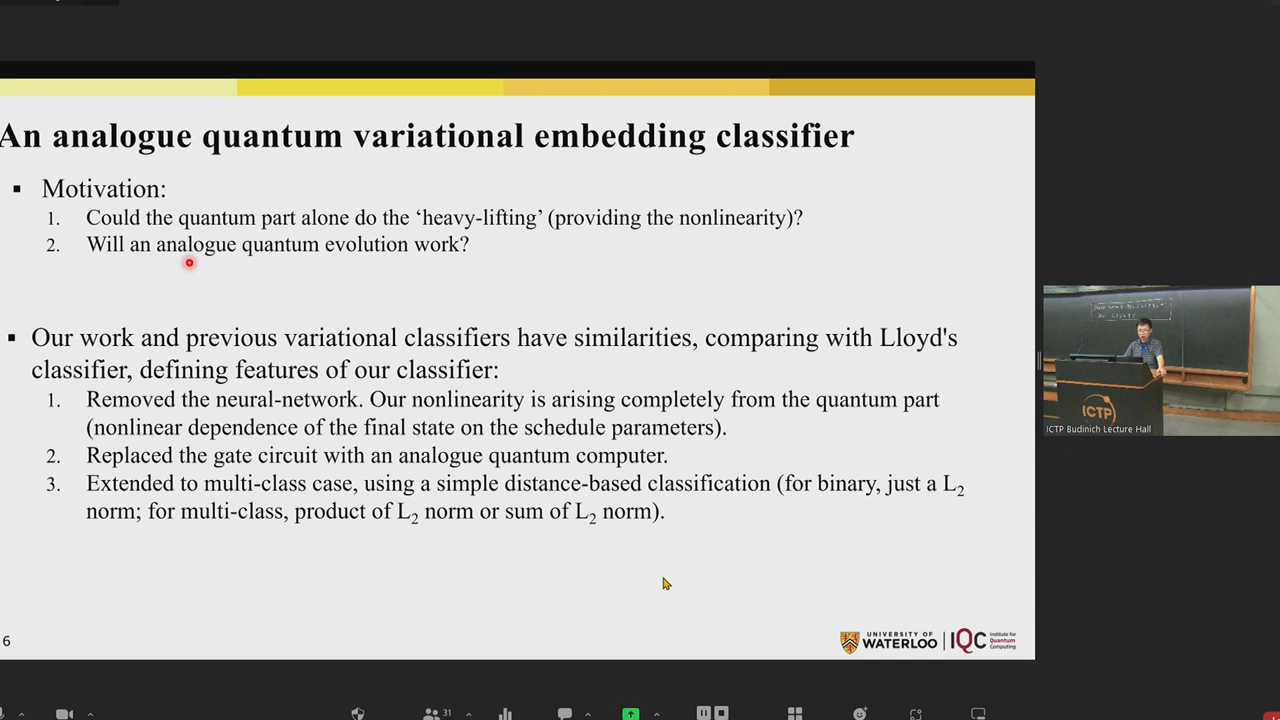 An analogue quantum variational embedding classifier
▪ Motivation:
1. Could the quantum part alone do the ‘heavy-lifting’ (providing the nonlinearity)?
2. Will an analogue quantum evolution work?
▪ Our work and previous variational classifiers have similarities, comparing with Lloyd's
classifier, defining features of our classifier:
1. Removed the neural-network. Our nonlinearity is arising completely from the quantum part
(nonlinear dependence of the final state on the schedule parameters).
2. Replaced the gate circuit with an analogue quantum computer.
3. Extended to multi-class case, using a simple distance-based classification (for binary, just a L2
norm; for multi-class, product of L2 norm or sum of L2 norm).
6
UNIVERSITY OF
WATERLOO
IQC
Institute for
Quantum
Computing
ICTP
ICTP Budinich Lecture Hall
31